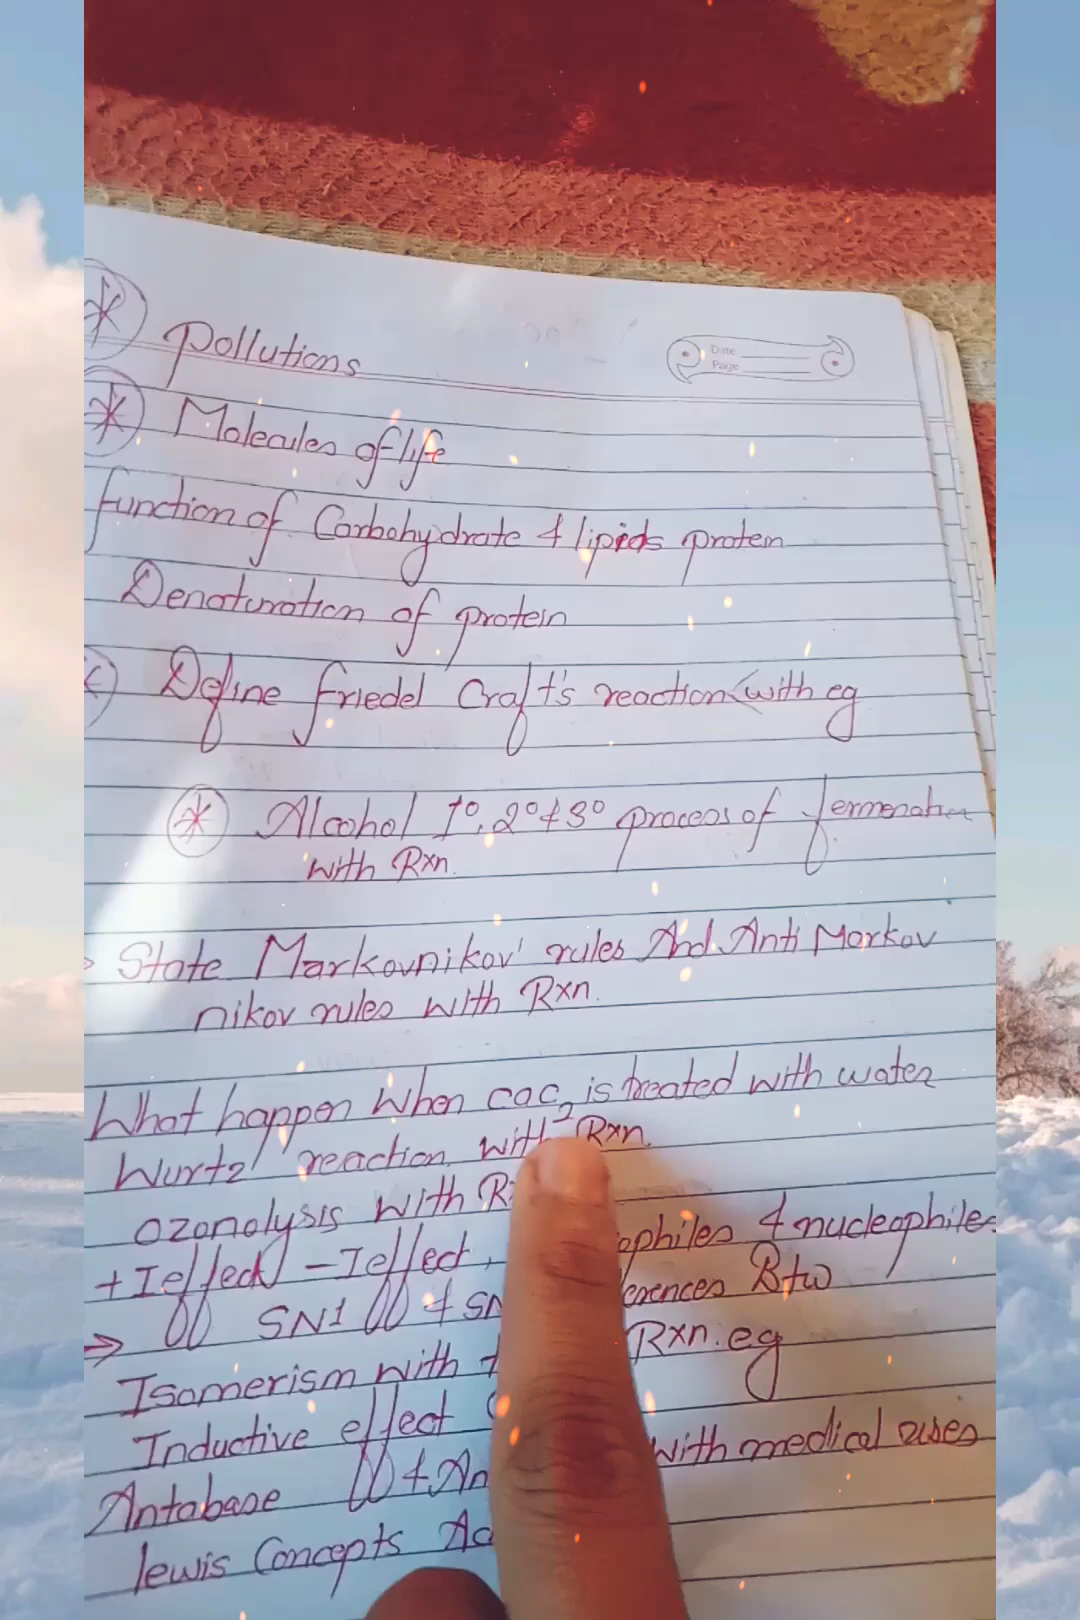 Date
Page
Pollutions
Molecules of life
function of Carbohydrate & lipids protein
Denaturation of protein
Define friedel Craft's reaction with eg
Alcohol 1°, 2° & 3° process of
with Rxn.
State Markovnikov' rules And Anti Markov
nikov rules with Rxn.
What happen When cac2 is treated with water
Wurtz' reaction with Rxn.
ozonolysis with
+I effect - I effect, ophiles & nucleophiles
SN1 & SN erences Btw
Isomerism with Rxn. eg
Inductive effect
Antabase & An with medical uses
lewis Concepts Ac